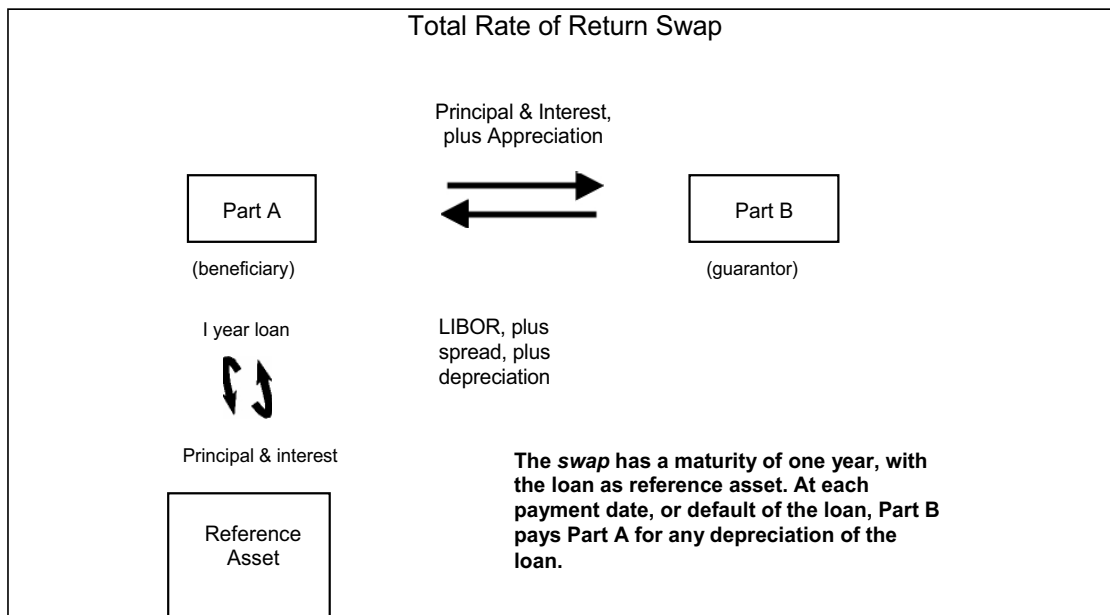 Total Rate of Return Swap
Principal & Interest,
plus Appreciation
Part A
Part B
(beneficiary)
(guarantor)
I year loan
LIBOR, plus
spread, plus
depreciation
Principal & interest
The swap has a maturity of one year, with
the loan as reference asset. At each
payment date, or default of the loan, Part B
pays Part A for any depreciation of the
loan.
Reference
Asset